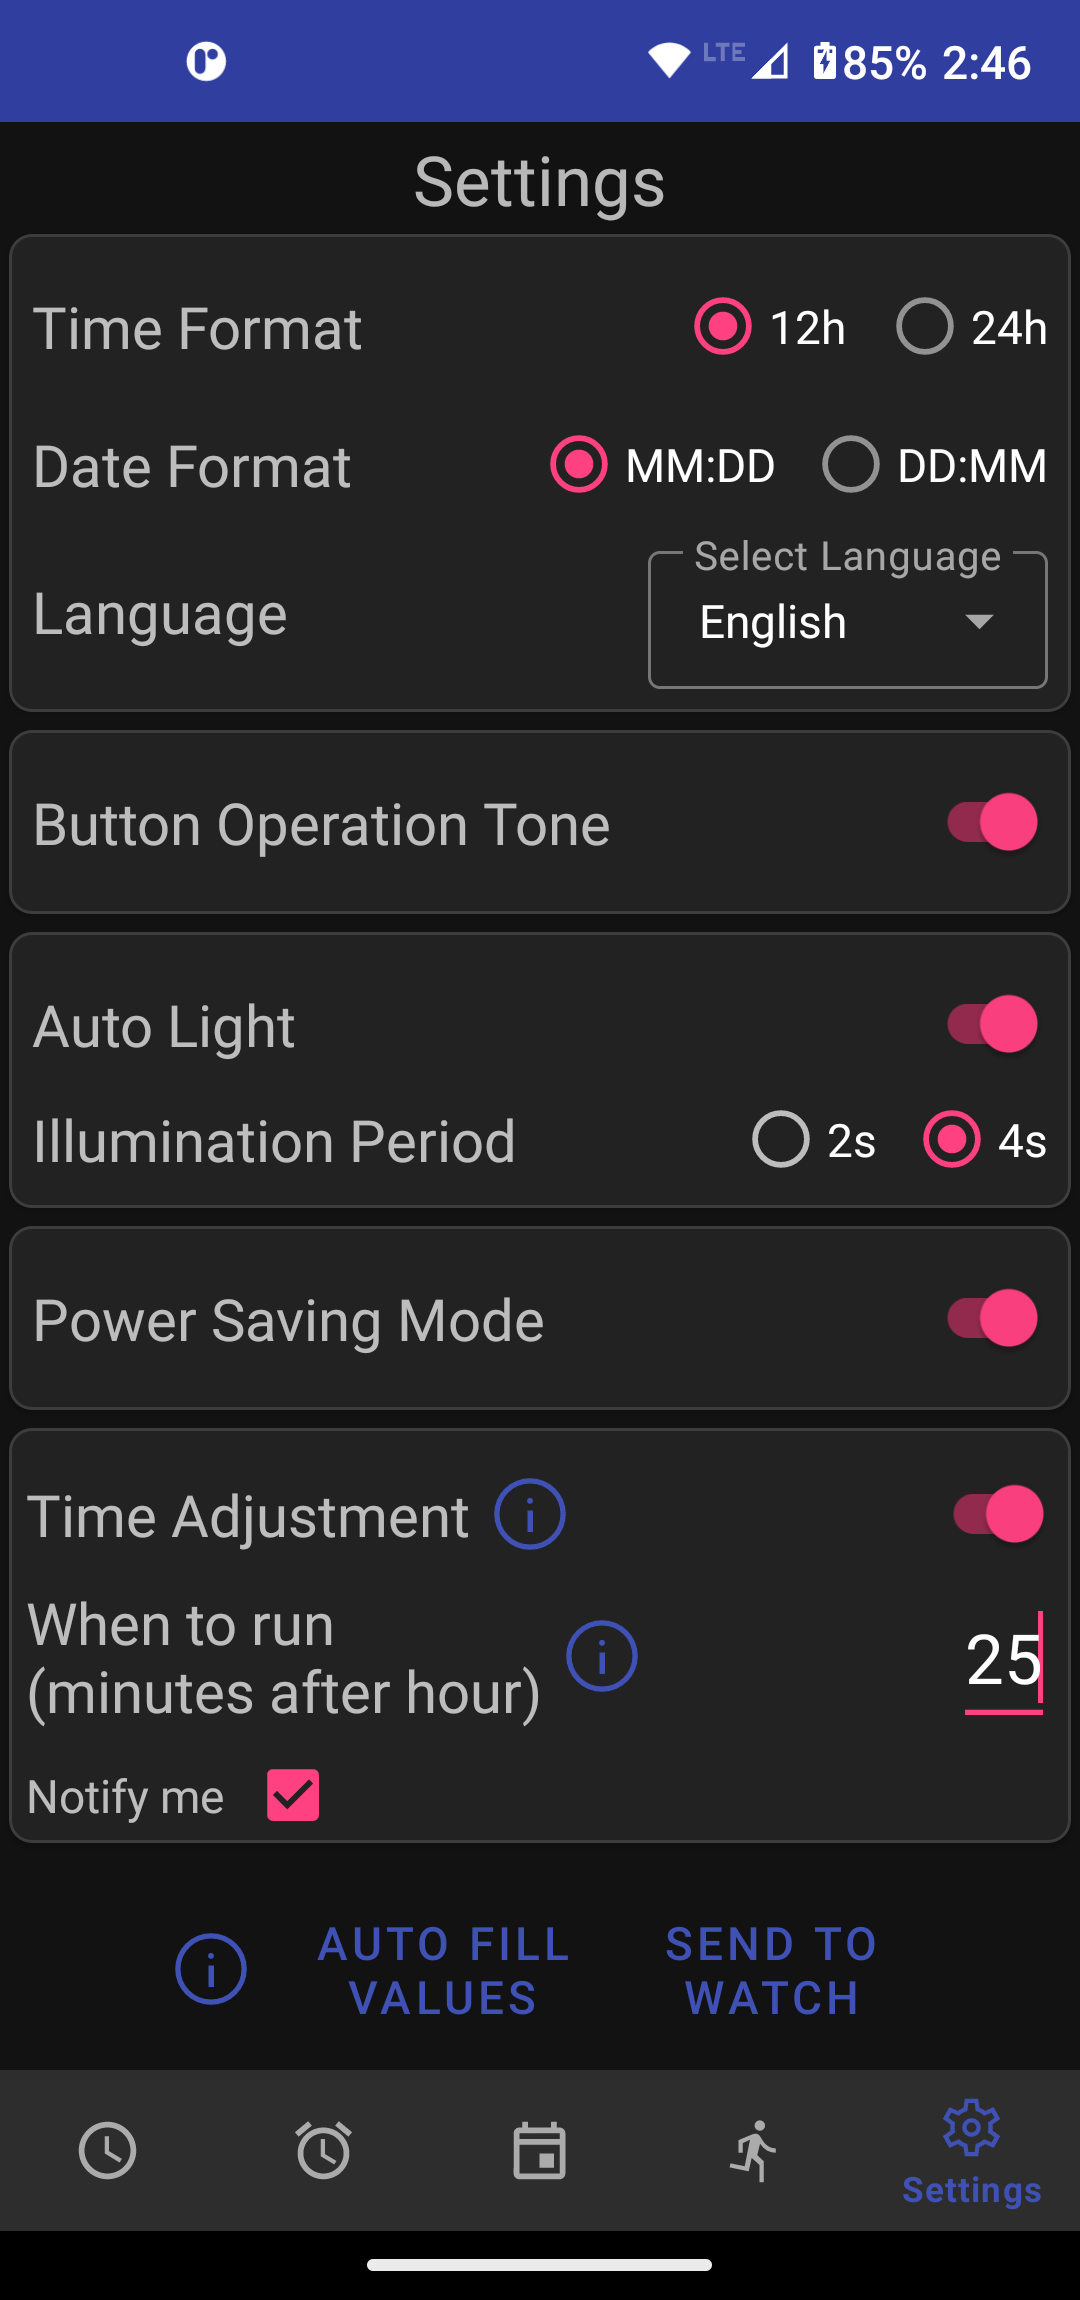 LTE 85% 2:46
Settings
Time Format 12h 24h
Date Format MM:DD DD:MM
Select Language
Language English
Button Operation Tone
Auto Light
Illumination Period 2s 4s
Power Saving Mode
Time Adjustment
When to run
(minutes after hour) 25
Notify me
AUTO FILL VALUES
SEND TO WATCH
Settings